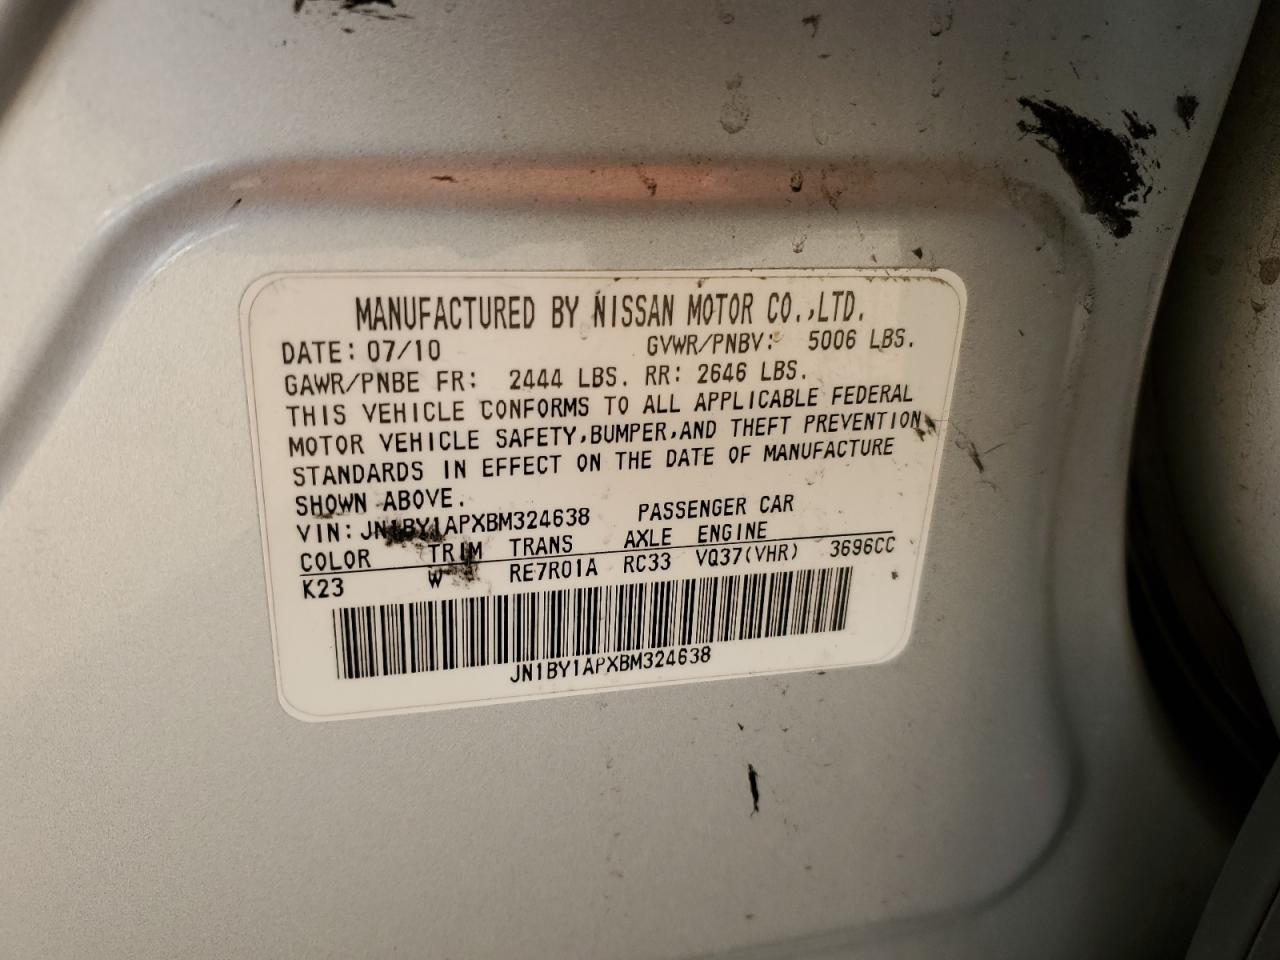 MANUFACTURED BY NISSAN MOTOR CO.,LTD.
DATE: 07/10 GVWR/PNBV: 5006 LBS.
GAWR/PNBE FR: 2444 LBS. RR: 2646 LBS.
THIS VEHICLE CONFORMS TO ALL APPLICABLE FEDERAL
MOTOR VEHICLE SAFETY,BUMPER,AND THEFT PREVENTION
STANDARDS IN EFFECT ON THE DATE OF MANUFACTURE
SHOWN ABOVE.
VIN: JN1BY1APXBM324638 PASSENGER CAR
COLOR TRIM TRANS AXLE ENGINE
K23 W RE7R01A RC33 VQ37(VHR) 3696CC
JN1BY1APXBM324638